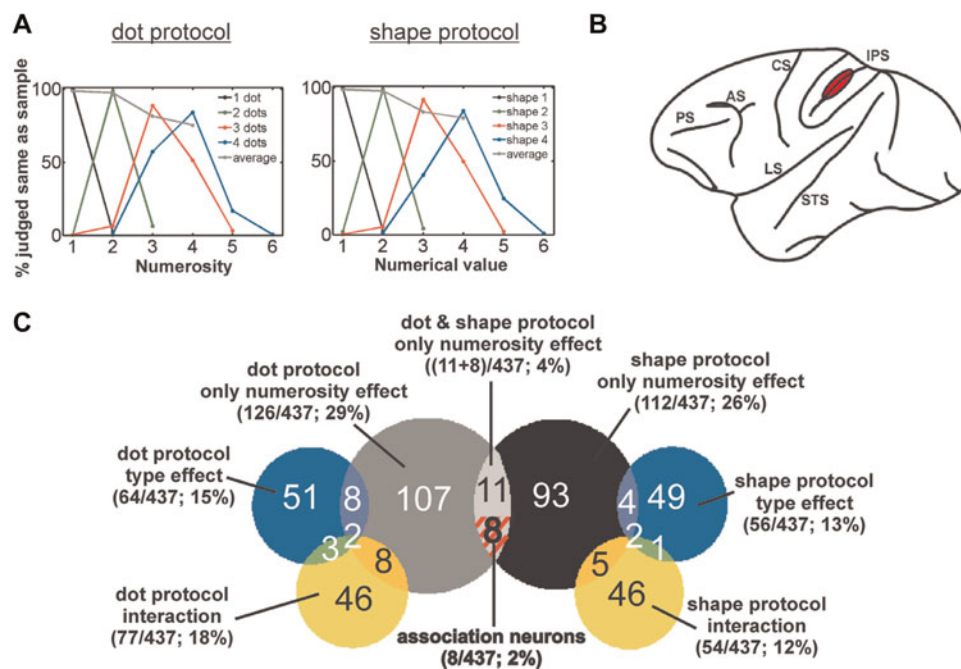 A
dot protocol
shape protocol
B
% judged same as sample
100
50
0
1 dot
2 dots
3 dots
4 dots
average
1 2 3 4 5 6
Numerosity
100
50
0
shape 1
shape 2
shape 3
shape 4
average
1 2 3 4 5 6
Numerical value
CS
IPS
AS
PS
LS
STS
C
dot & shape protocol
only numerosity effect
((11+8)/437; 4%)
dot protocol
only numerosity effect
(126/437; 29%)
shape protocol
only numerosity effect
(112/437; 26%)
dot protocol
type effect
(64/437; 15%)
shape protocol
type effect
(56/437; 13%)
51 8 107 11 93 4 49
8
3 2 8
5 2 1
46
46
dot protocol
interaction
(77/437; 18%)
association neurons
(8/437; 2%)
shape protocol
interaction
(54/437; 12%)